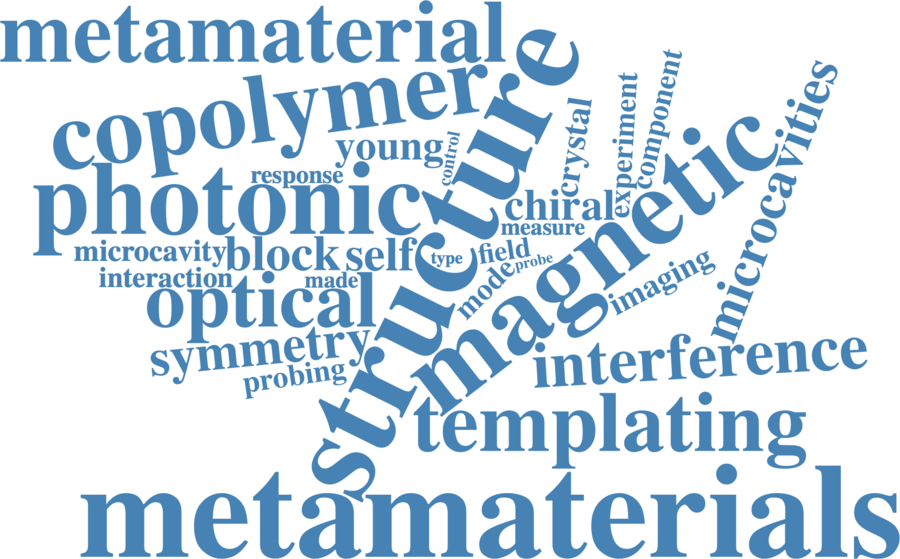 metamaterial
copolymer
structure
young
control
response
photonic
crystal
experiment
component
microcavities
magnetic
chiral
measure
microcavity
block
self
type
field
probe
mode
interaction
made
optical
imaging
symmetry
probing
interference
templating
metamaterials